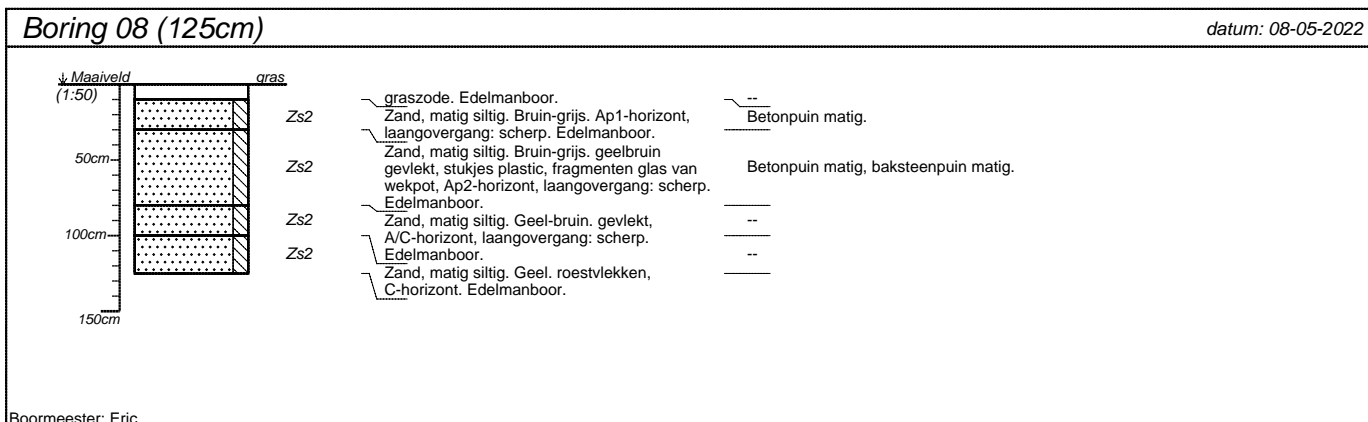 Boring 08 (125cm)
datum: 08-05-2022
Maaiveld
gras
(1:50)
graszode. Edelmanboor.
--
Zs2
Zand, matig siltig. Bruin-grijs. Ap1-horizont,
laangovergang: scherp. Edelmanboor.
Betonpuin matig.
50cm
Zs2
Zand, matig siltig. Bruin-grijs. geelbruin
gevlekt, stukjes plastic, fragmenten glas van
wekpot, Ap2-horizont, laangovergang: scherp.
Edelmanboor.
Betonpuin matig, baksteenpuin matig.
Zs2
Zand, matig siltig. Geel-bruin. gevlekt,
A/C-horizont, laangovergang: scherp.
Edelmanboor.
--
100cm
Zs2
Zand, matig siltig. Geel. roestvlekken,
C-horizont. Edelmanboor.
--
150cm
Boormeester: Eric